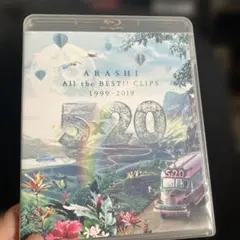 ARASHI
All the BEST!! CLIPS
1999-2019
5×20
5×20